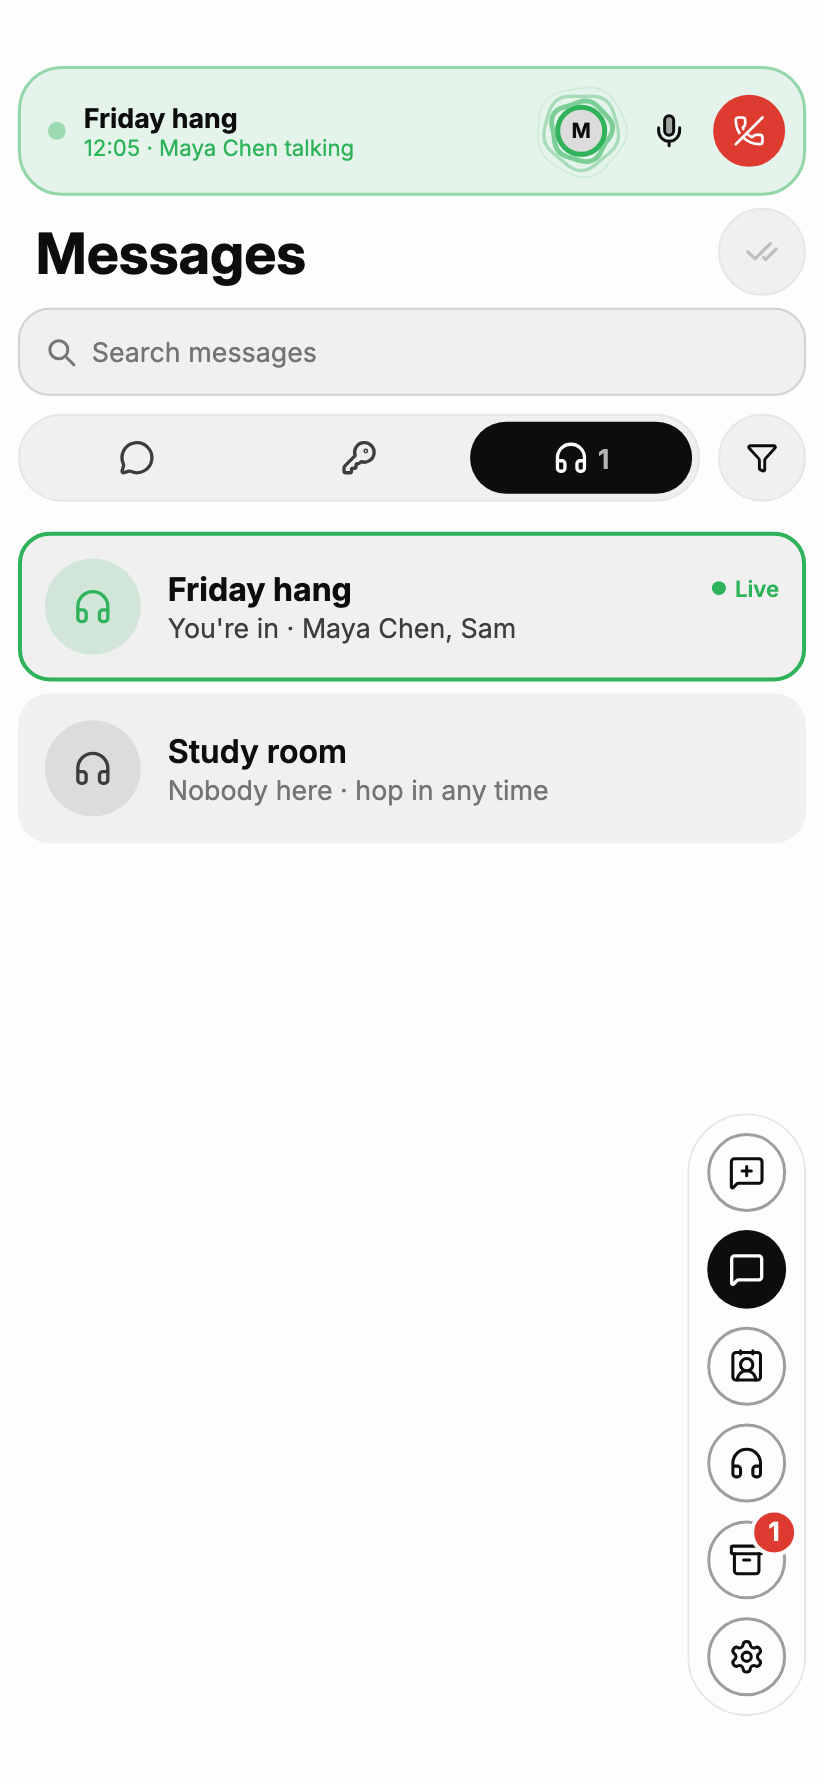 Friday hang
12:05 · Maya Chen talking
M
Messages
Search messages
1
Friday hang
Live
You're in · Maya Chen, Sam
Study room
Nobody here · hop in any time
1